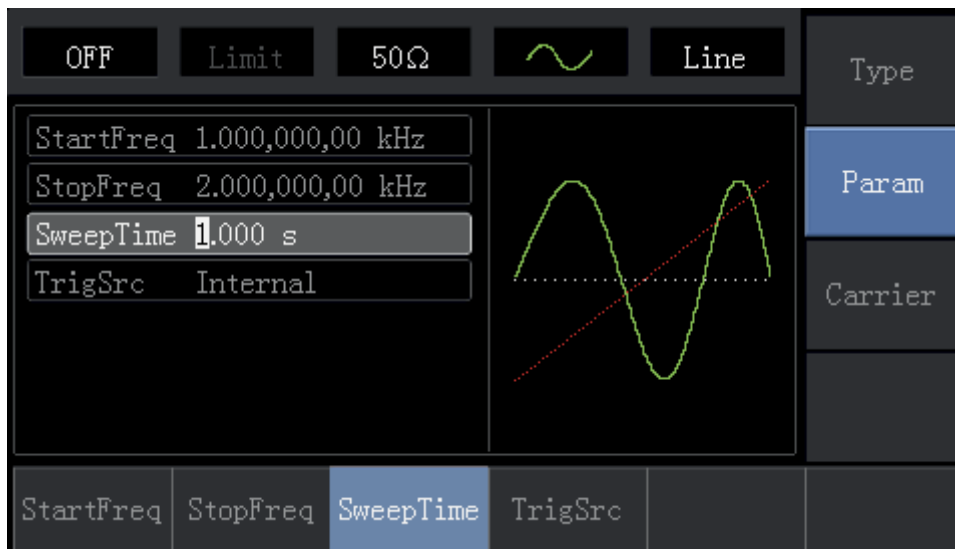 OFF Limit 50Ω Line
Type
StartFreq 1.000,000,00 kHz
StopFreq 2.000,000,00 kHz
Param
SweepTime 1.000 s
TrigSrc Internal
Carrier
StartFreq StopFreq SweepTime TrigSrc